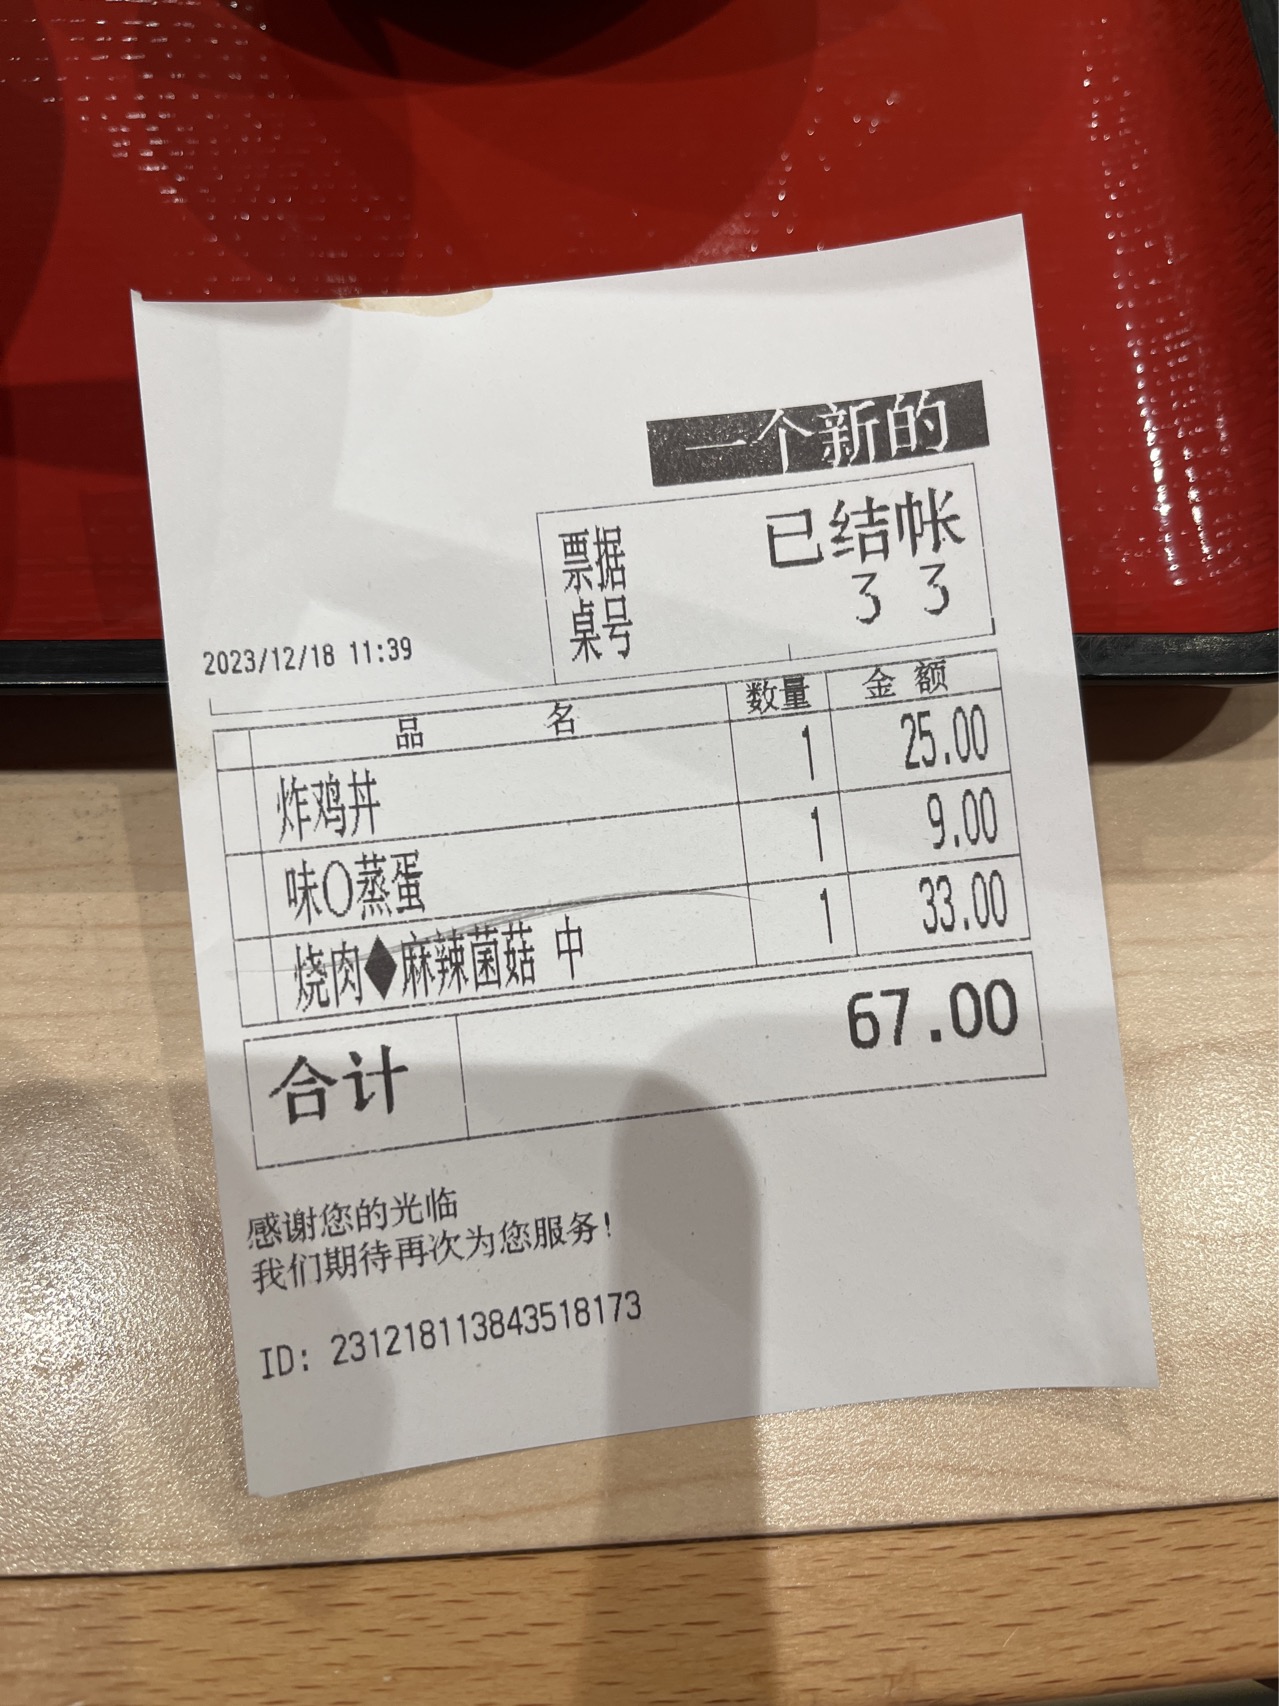 一个新的
票据 已结帐
桌号 33
2023/12/18 11:39
品 名 数量 金 额
炸鸡丼 1 25.00
味〇蒸蛋 1 9.00
烧肉◆麻辣菌菇 中 1 33.00
合计 67.00
感谢您的光临
我们期待再次为您服务!
ID: 231218113843518173